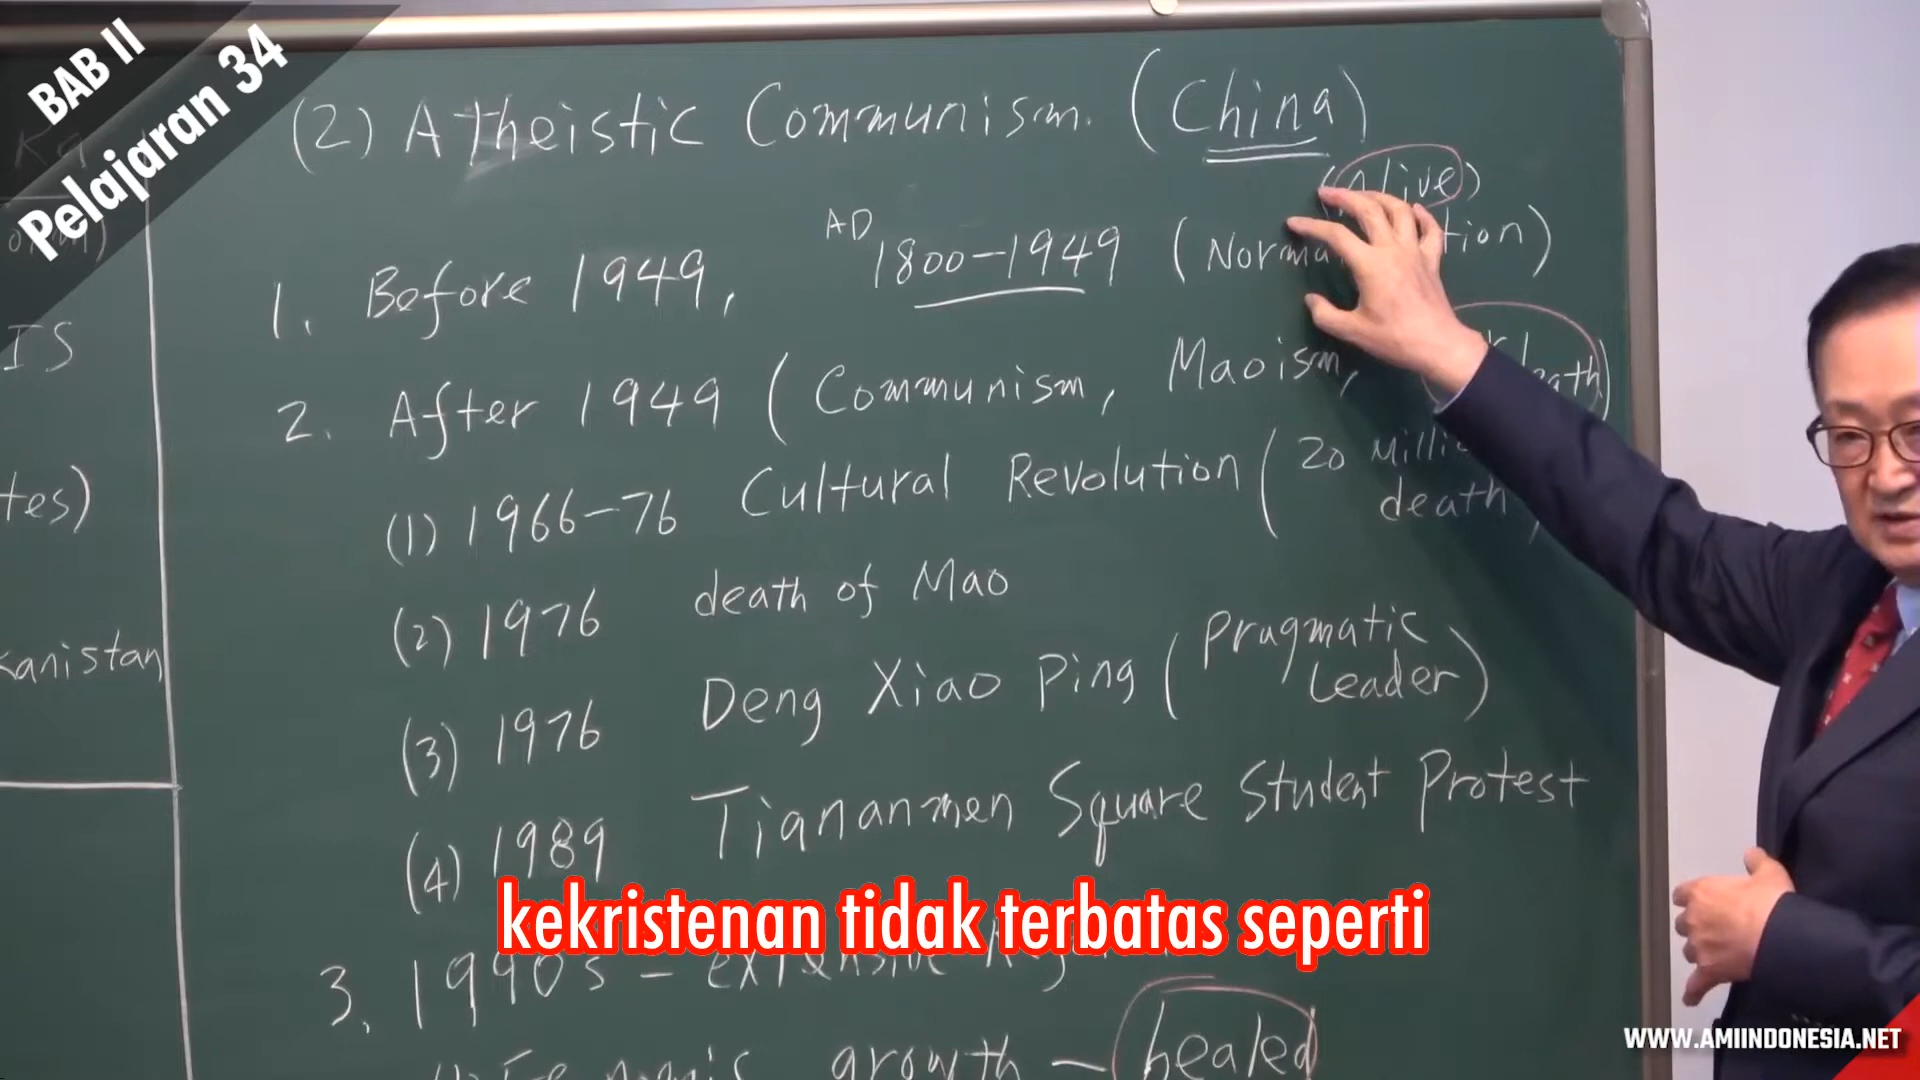 BAB II
Pelajaran 34
IS
tes)
kanistan
(2) Atheistic Communism. (China)
(Alive)
1. Before 1949, AD 1800-1949 (Norma tion)
2. After 1949 (Communism, Maoism, death)
(1) 1966-76 Cultural Revolution (20 Milli
death
(2) 1976 death of Mao
(3) 1976 Deng Xiao Ping (Pragmatic
Leader)
(4) 1989 Tiananmen Square Student Protest
kekristenan tidak terbatas seperti
3. 1990s - extensive
growth - healed
WWW.AMIINDONESIA.NET